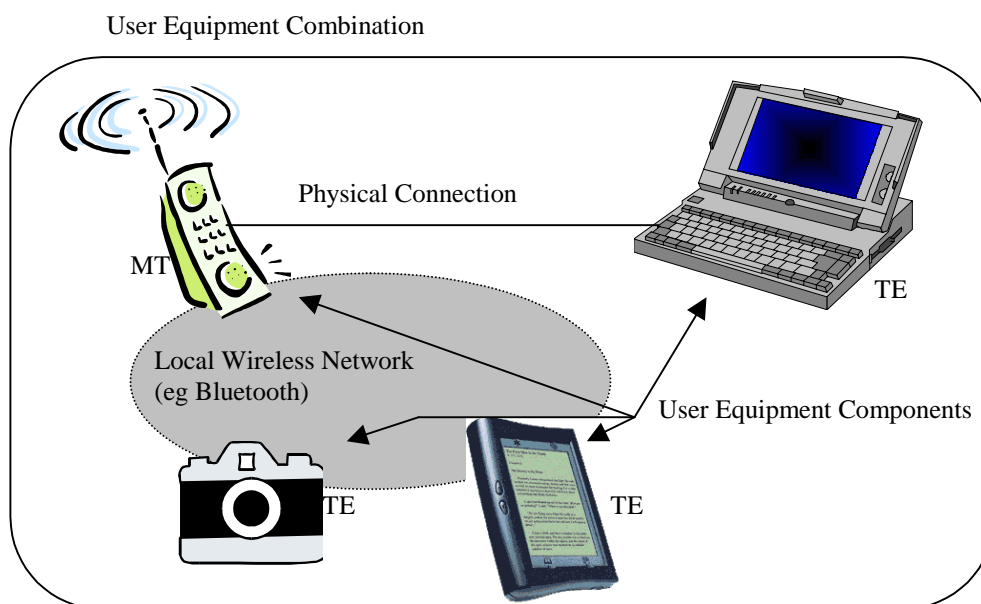 User Equipment Combination
Physical Connection
MT
TE
Local Wireless Network
(eg Bluetooth)
User Equipment Components
TE
TE